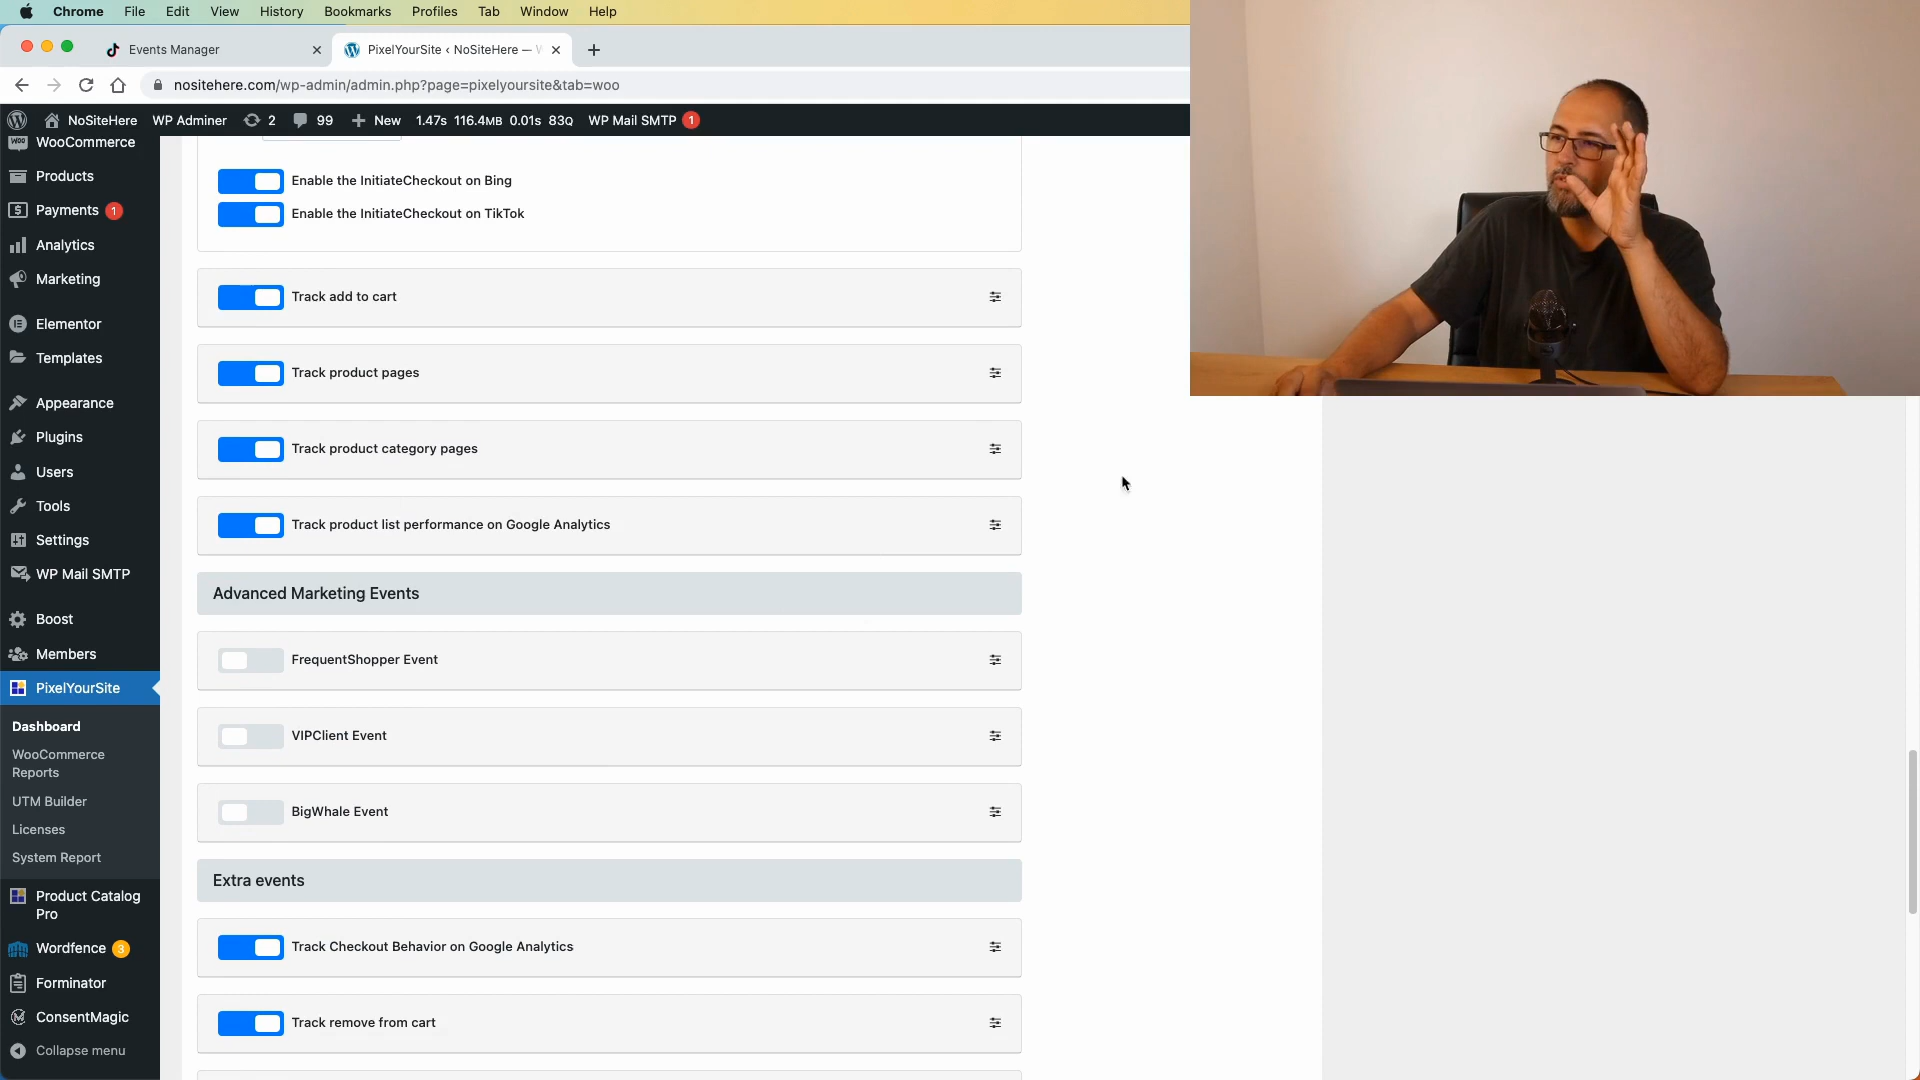 Chrome File Edit View History Bookmarks Profiles Tab Window Help
Events Manager
PixelYourSite ‹ NoSiteHere — W
nositehere.com/wp-admin/admin.php?page=pixelyoursite&tab=woo
NoSiteHere WP Adminer 2 99 New 1.47s 116.4MB 0.01s 83Q WP Mail SMTP 1
WooCommerce
Products
Payments 1
Analytics
Marketing
Elementor
Templates
Appearance
Plugins
Users
Tools
Settings
WP Mail SMTP
Boost
Members
PixelYourSite
Dashboard
WooCommerce
Reports
UTM Builder
Licenses
System Report
Product Catalog
Pro
Wordfence 3
Forminator
ConsentMagic
Collapse menu
Enable the InitiateCheckout on Bing
Enable the InitiateCheckout on TikTok
Track add to cart
Track product pages
Track product category pages
Track product list performance on Google Analytics
Advanced Marketing Events
FrequentShopper Event
VIPClient Event
BigWhale Event
Extra events
Track Checkout Behavior on Google Analytics
Track remove from cart